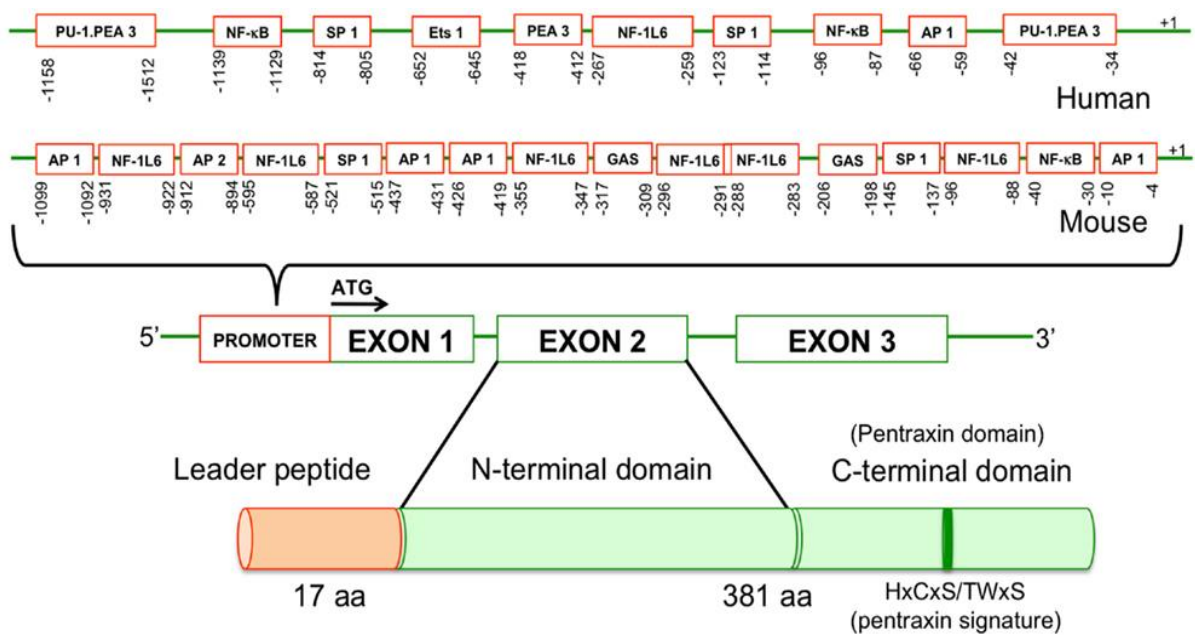 PU-1.PEA 3 NF-κB SP 1 Ets 1 PEA 3 NF-1L6 SP 1 NF-κB AP 1 PU-1.PEA 3 +1
-1158 -1512 -1139 -1129 -814 -805 -652 -645 -418 -412 -267 -259 -123 -114 -96 -87 -66 -59 -42 -34
Human
AP 1 NF-1L6 AP 2 NF-1L6 SP 1 AP 1 AP 1 NF-1L6 GAS NF-1L6 NF-1L6 GAS SP 1 NF-1L6 NF-κB AP 1 +1
-1099 -1092 -931 -922 -912 -894 -595 -587 -521 -515 -437 -431 -426 -419 -355 -347 -317 -309 -296 -291 -288 -283 -206 -198 -145 -137 -96 -88 -40 -30 -10 -4
Mouse
ATG
5’ PROMOTER EXON 1 EXON 2 EXON 3 3’
(Pentraxin domain)
Leader peptide N-terminal domain C-terminal domain
17 aa 381 aa HxCxS/TWxS
(pentraxin signature)